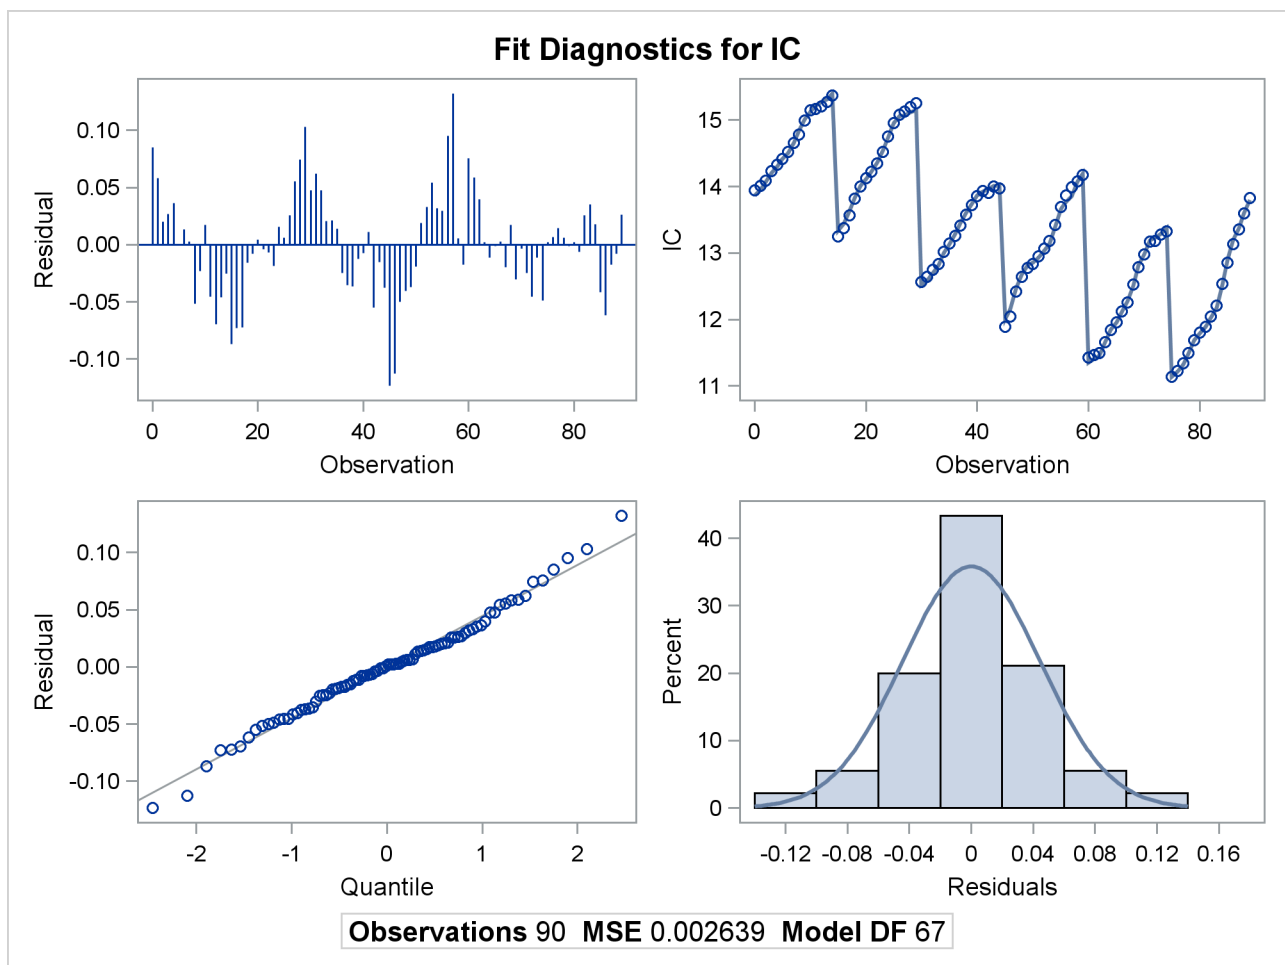 Fit Diagnostics for IC
0.10
0.05
0.00
-0.05
-0.10
Residual
0 20 40 60 80
Observation
15
14
13
12
11
IC
0 20 40 60 80
Observation
0.10
0.05
0.00
-0.05
-0.10
Residual
-2 -1 0 1 2
Quantile
40
30
20
10
0
Percent
-0.12 -0.08 -0.04 0 0.04 0.08 0.12 0.16
Residuals
Observations 90 MSE 0.002639 Model DF 67